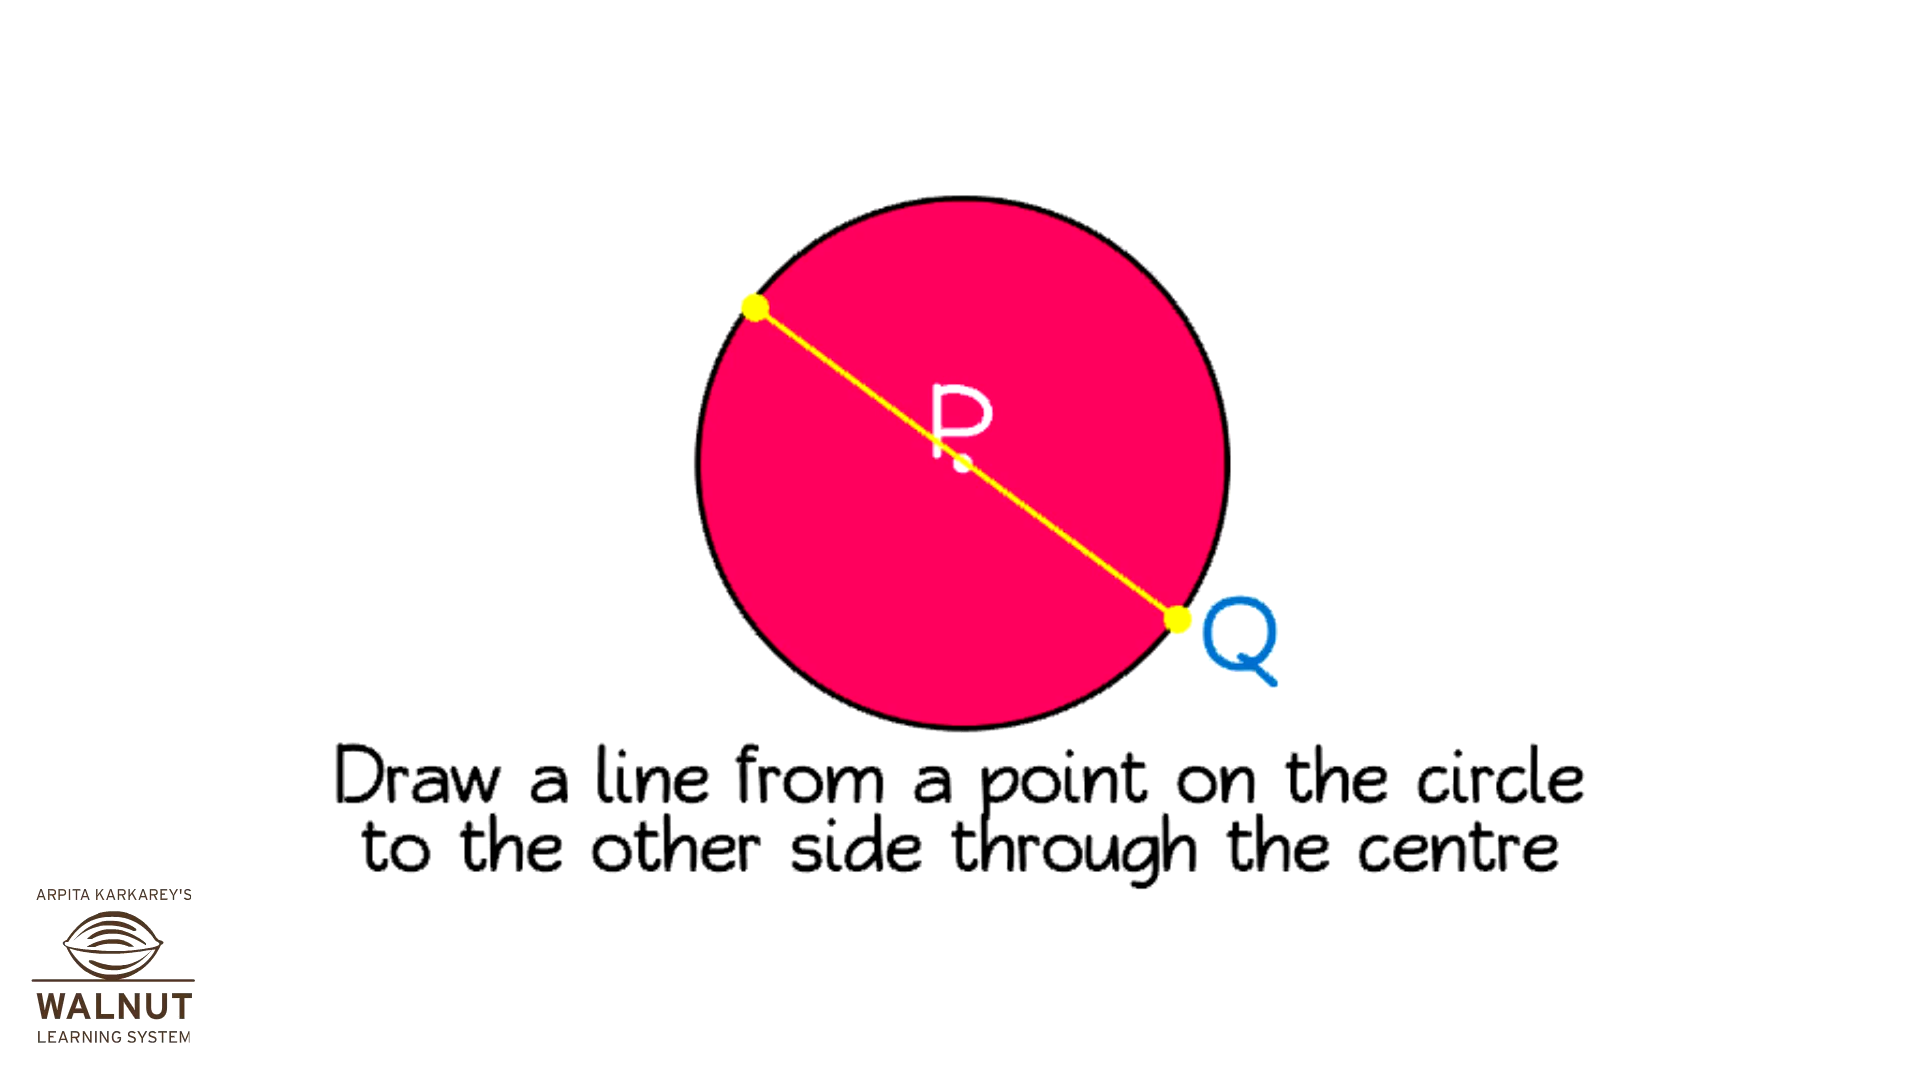 P
Q
Draw a line from a point on the circle
to the other side through the centre
ARPITA KARKAREY'S
WALNUT
LEARNING SYSTEM